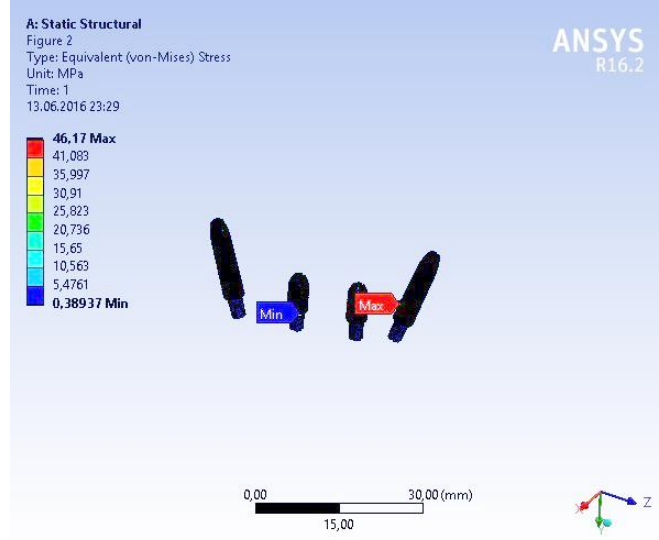 A: Static Structural
Figure 2
Type: Equivalent (von-Mises) Stress
Unit: MPa
Time: 1
13.06.2016 23:29
ANSYS
R16.2
46,17 Max
41,083
35,997
30,91
25,823
20,736
15,65
10,563
5,4761
0,38937 Min
Min
Max
0,00
30,00 (mm)
15,00
X
Y
Z